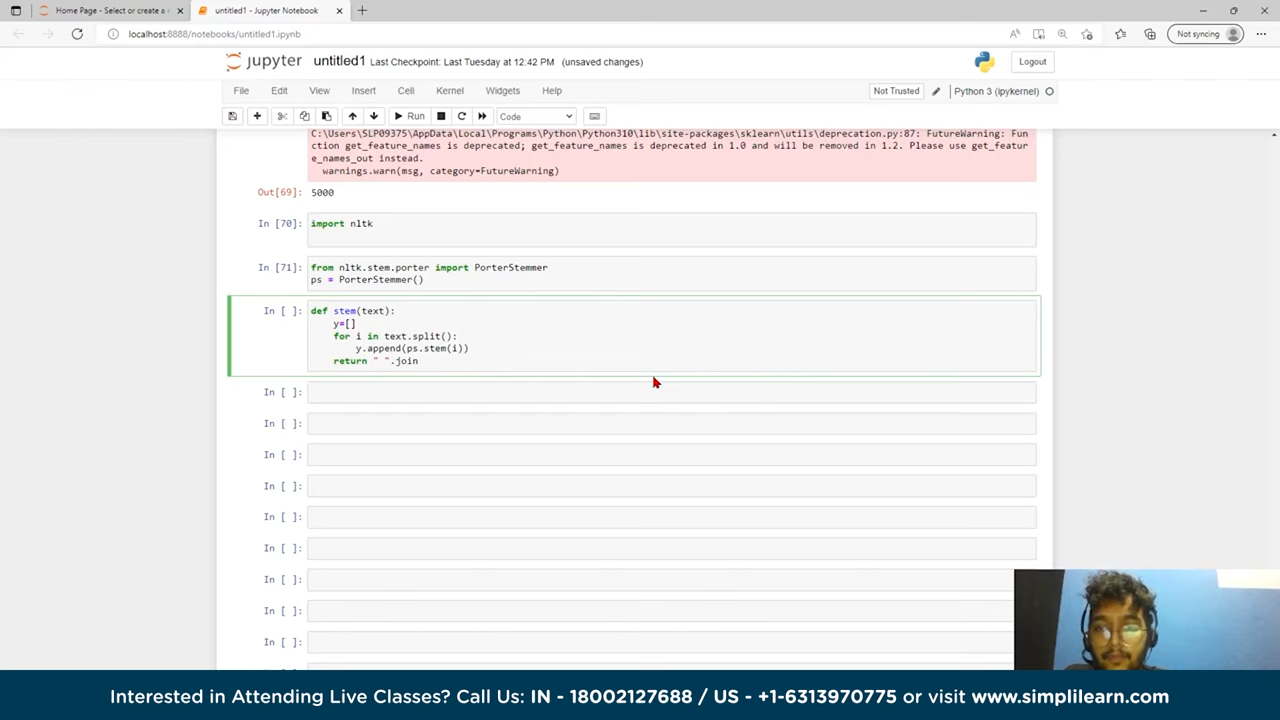 Home Page - Select or create a n
untitled1 - Jupyter Notebook
localhost:8888/notebooks/untitled1.ipynb
Not syncing
jupyter untitled1 Last Checkpoint: Last Tuesday at 12:42 PM (unsaved changes)
Logout
File Edit View Insert Cell Kernel Widgets Help
Not Trusted
Python 3 (ipykernel)
Run
Code
C:\Users\SLP09375\AppData\Local\Programs\Python\Python310\lib\site-packages\sklearn\utils\deprecation.py:87: FutureWarning: Fun
ction get_feature_names is deprecated; get_feature_names is deprecated in 1.0 and will be removed in 1.2. Please use get_featur
e_names_out instead.
warnings.warn(msg, category=FutureWarning)
Out[69]: 5000
In [70]: import nltk
In [71]: from nltk.stem.porter import PorterStemmer
ps = PorterStemmer()
In [ ]: def stem(text):
y=[]
for i in text.split():
y.append(ps.stem(i))
return " ".join
In [ ]:
In [ ]:
In [ ]:
In [ ]:
In [ ]:
In [ ]:
In [ ]:
In [ ]:
In [ ]:
Interested in Attending Live Classes? Call Us: IN - 18002127688 / US - +1-6313970775 or visit www.simplilearn.com